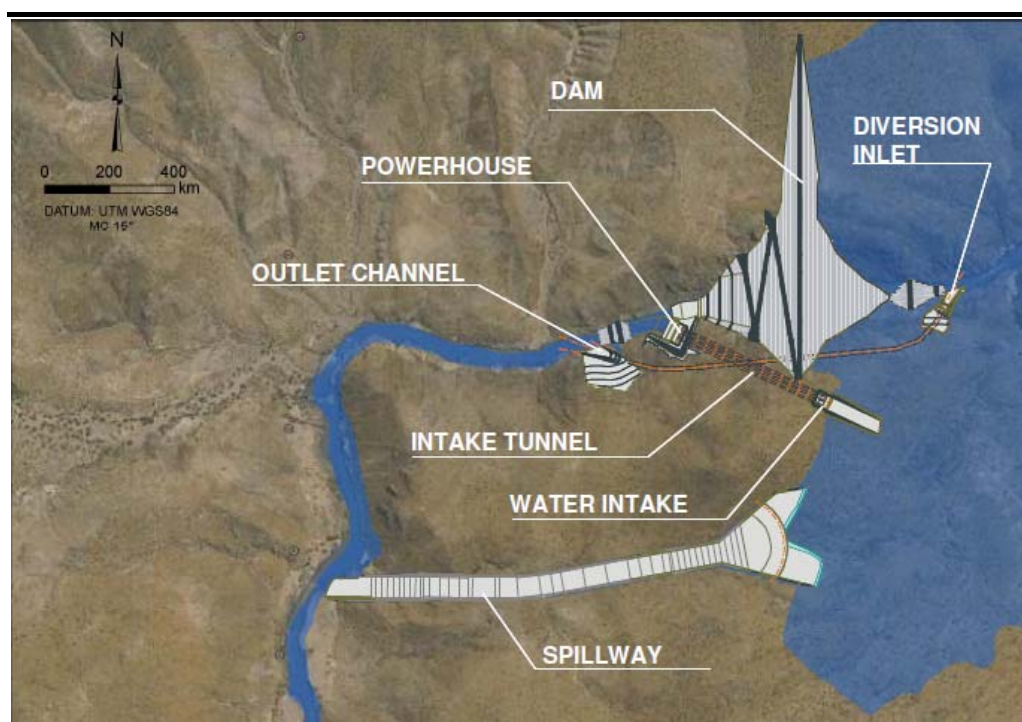 N
0 200 400
km
DATUM: UTM WGS84
MC 15°
DAM
DIVERSION
INLET
POWERHOUSE
OUTLET CHANNEL
INTAKE TUNNEL
WATER INTAKE
SPILLWAY